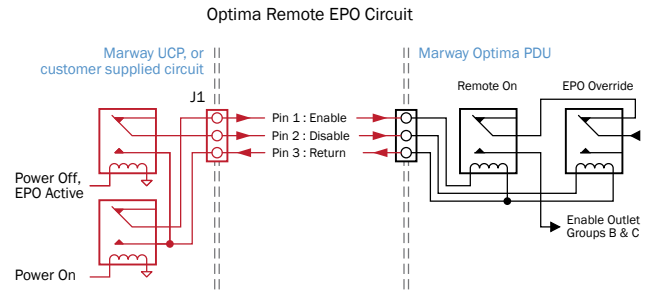 Optima Remote EPO Circuit
Marway UCP, or
customer supplied circuit
Marway Optima PDU
J1
Remote On
EPO Override
Pin 1 : Enable
Pin 2 : Disable
Pin 3 : Return
Power Off,
EPO Active
Power On
Enable Outlet
Groups B & C